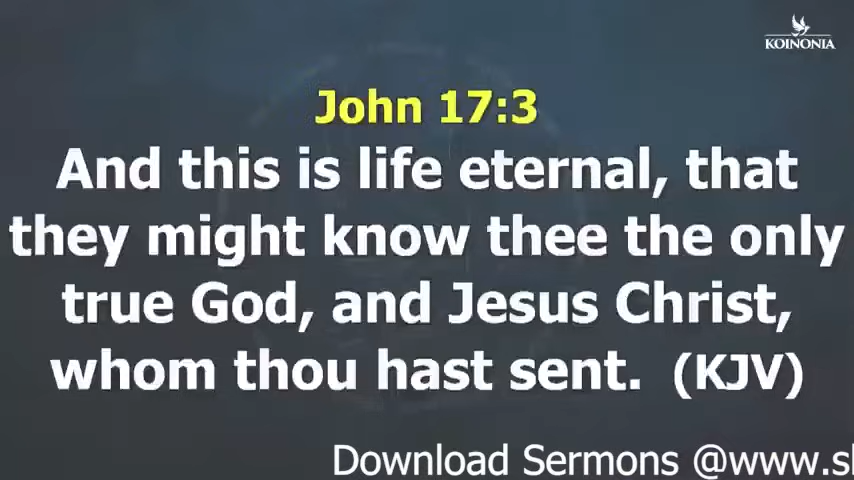 KOINONIA
John 17:3
And this is life eternal, that
they might know thee the only
true God, and Jesus Christ,
whom thou hast sent. (KJV)
Download Sermons @www.s